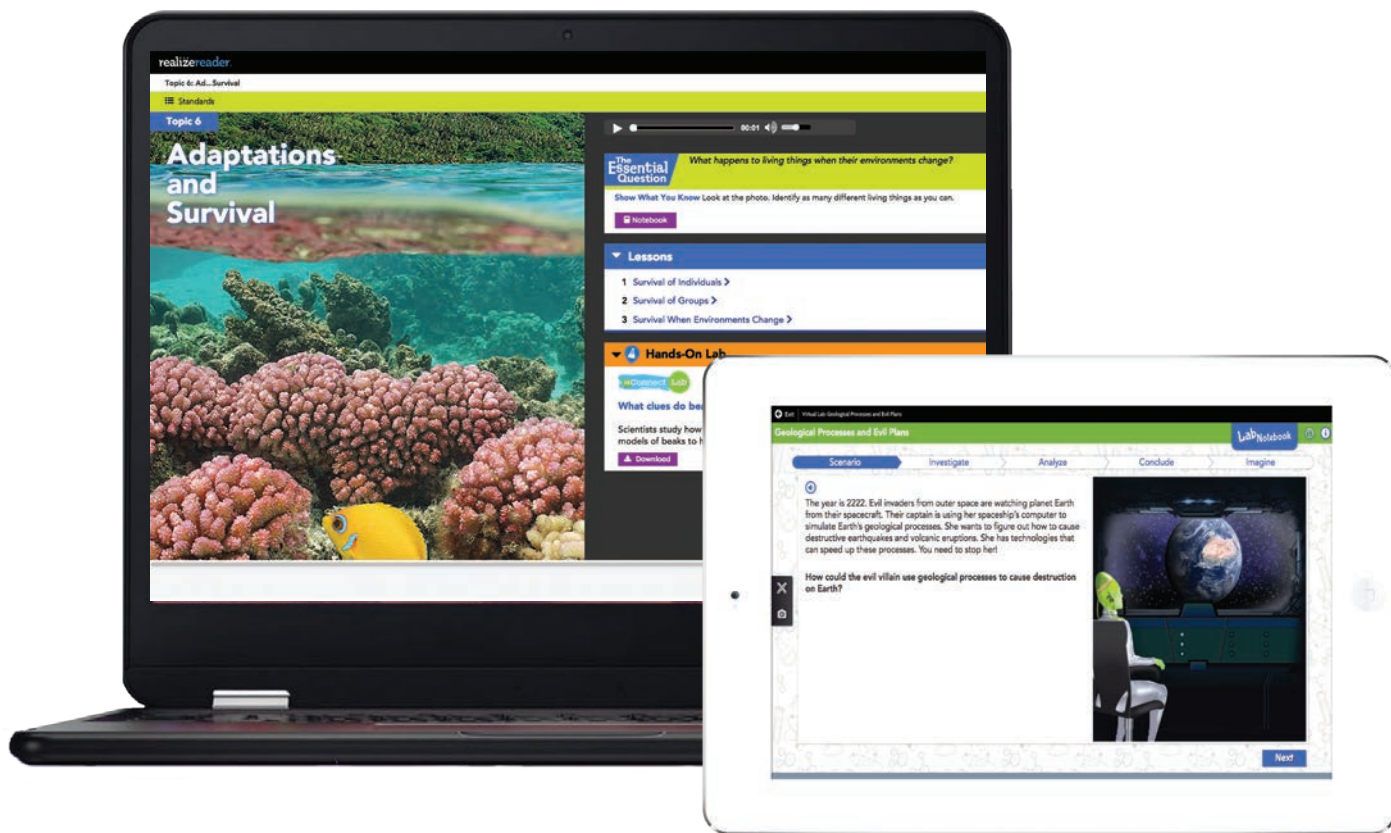 realizereader.
Topic 6: Ad...Survival
Standards
Topic 6
Adaptations
and
Survival
00:01
The
Essential
Question
What happens to living things when their environments change?
Show What You Know Look at the photo. Identify as many different living things as you can.
Notebook
Lessons
1 Survival of Individuals
2 Survival of Groups
3 Survival When Environments Change
Hands-On Lab
uConnect Lab
What clues do bea
Scientists study how
models of beaks to h
Download
Exit
Virtual Lab: Geological Processes and Evil Plans
Geological Processes and Evil Plans
Lab Notebook
Scenario
Investigate
Analyze
Conclude
Imagine
The year is 2222. Evil invaders from outer space are watching planet Earth
from their spacecraft. Their captain is using her spaceship's computer to
simulate Earth's geological processes. She wants to figure out how to cause
destructive earthquakes and volcanic eruptions. She has technologies that
can speed up these processes. You need to stop her!
How could the evil villain use geological processes to cause destruction
on Earth?
Next